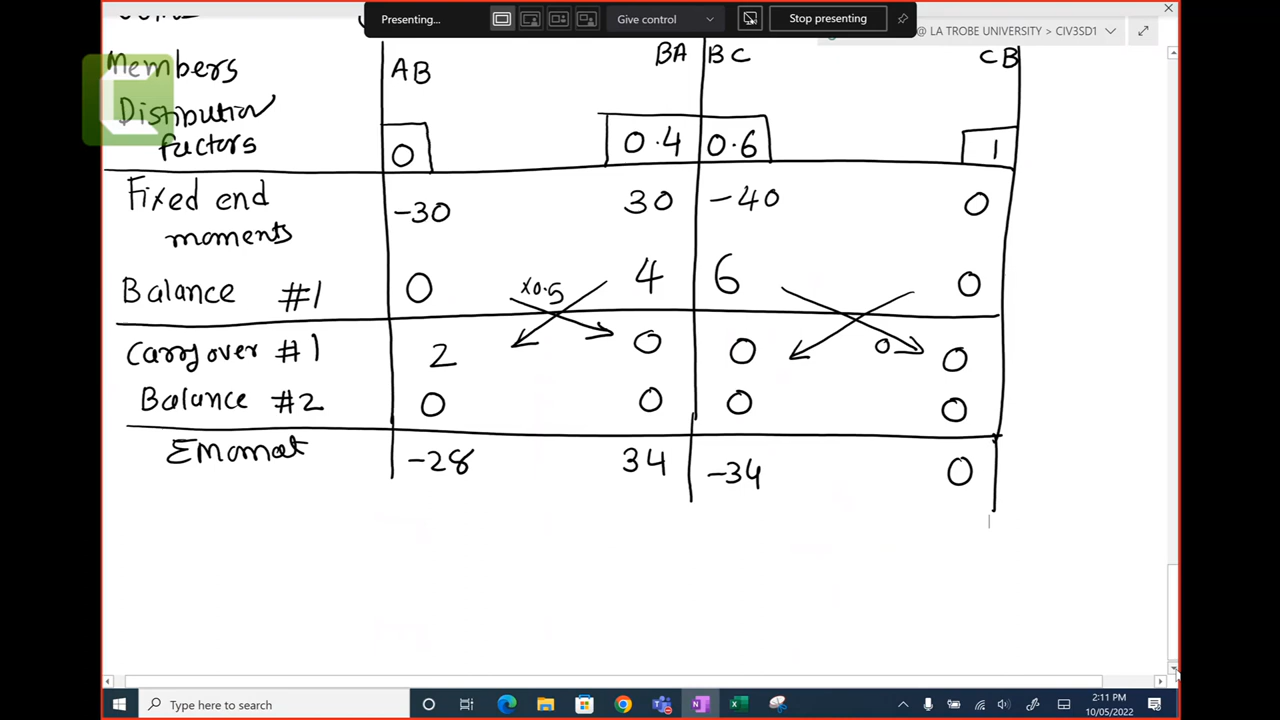 Presenting...
Give control
Stop presenting
@ LA TROBE UNIVERSITY > CIV3SD1
Members AB BA BC CB
Distibution
factors 0 0.4 0.6 1
Fixed end
moments -30 30 -40 0
Balance #1 0 ×0.5 4 6 0
Carryover #1 2 0 0 0 0
Balance #2 0 0 0 0
-28 34 -34 0
Type here to search
2:11 PM
10/05/2022